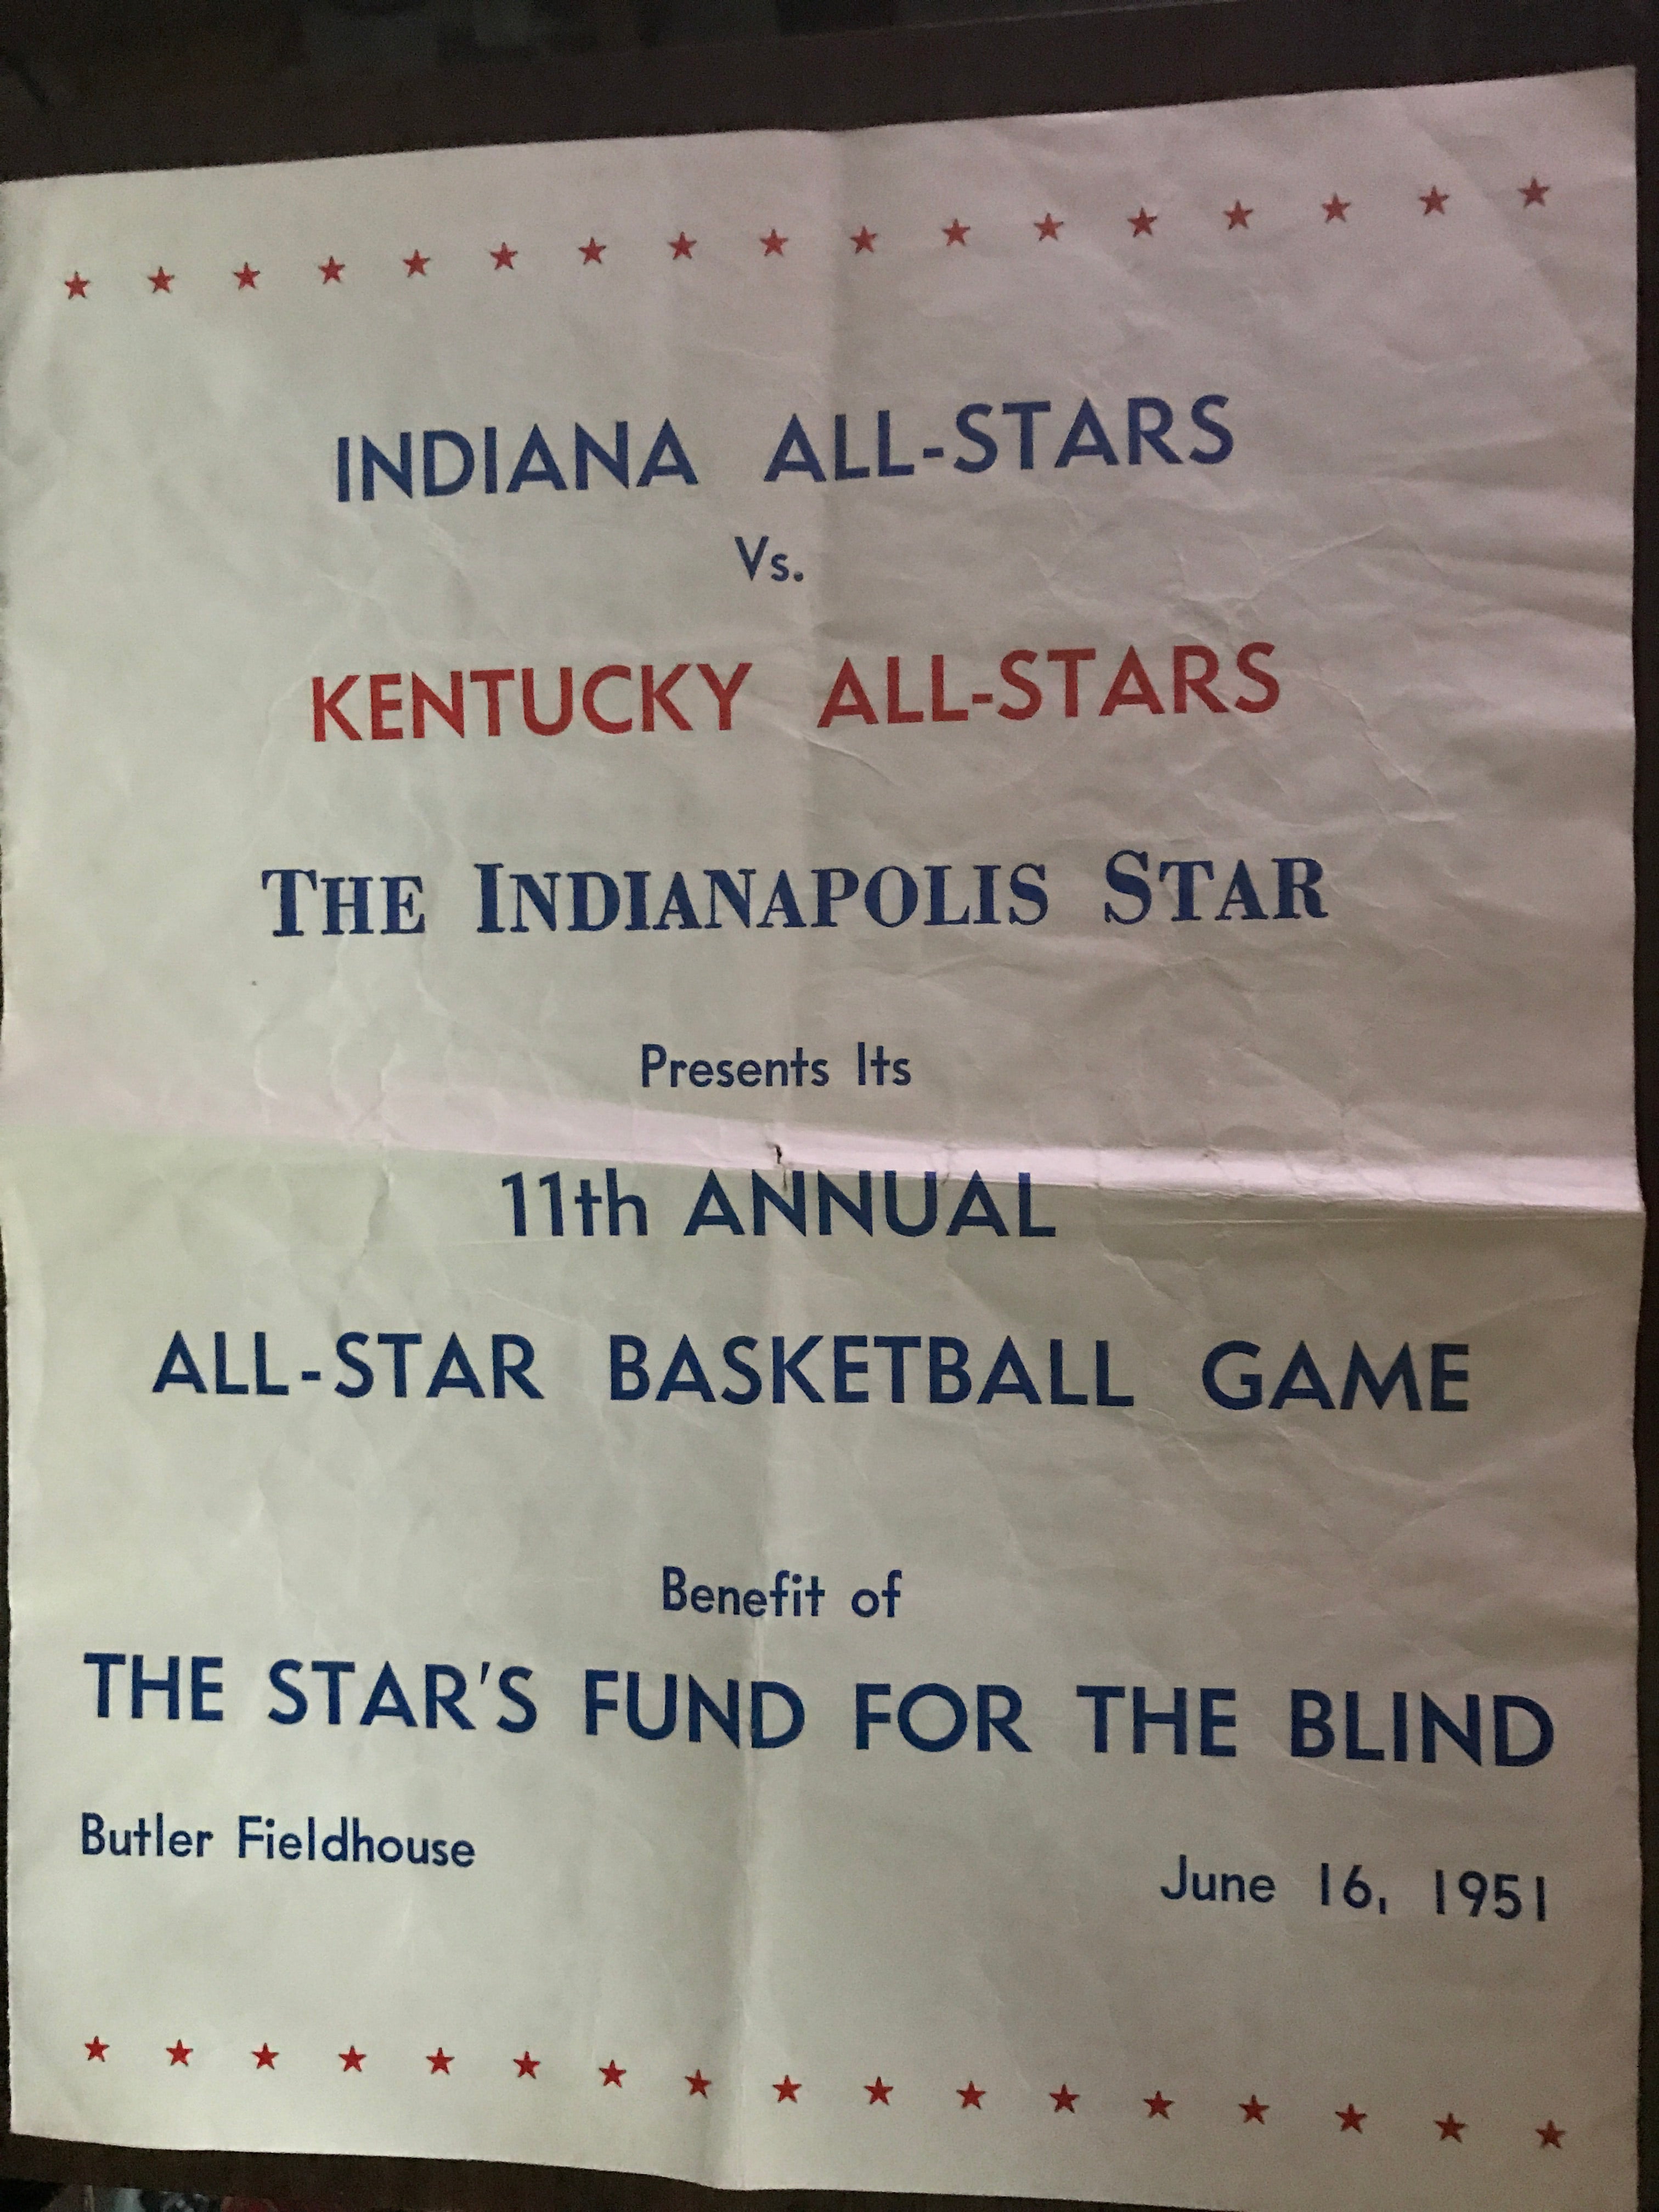 INDIANA ALL-STARS
Vs.
KENTUCKY ALL-STARS
THE INDIANAPOLIS STAR
Presents Its
11th ANNUAL
ALL-STAR BASKETBALL GAME
Benefit of
THE STAR'S FUND FOR THE BLIND
Butler Fieldhouse
June 16, 1951